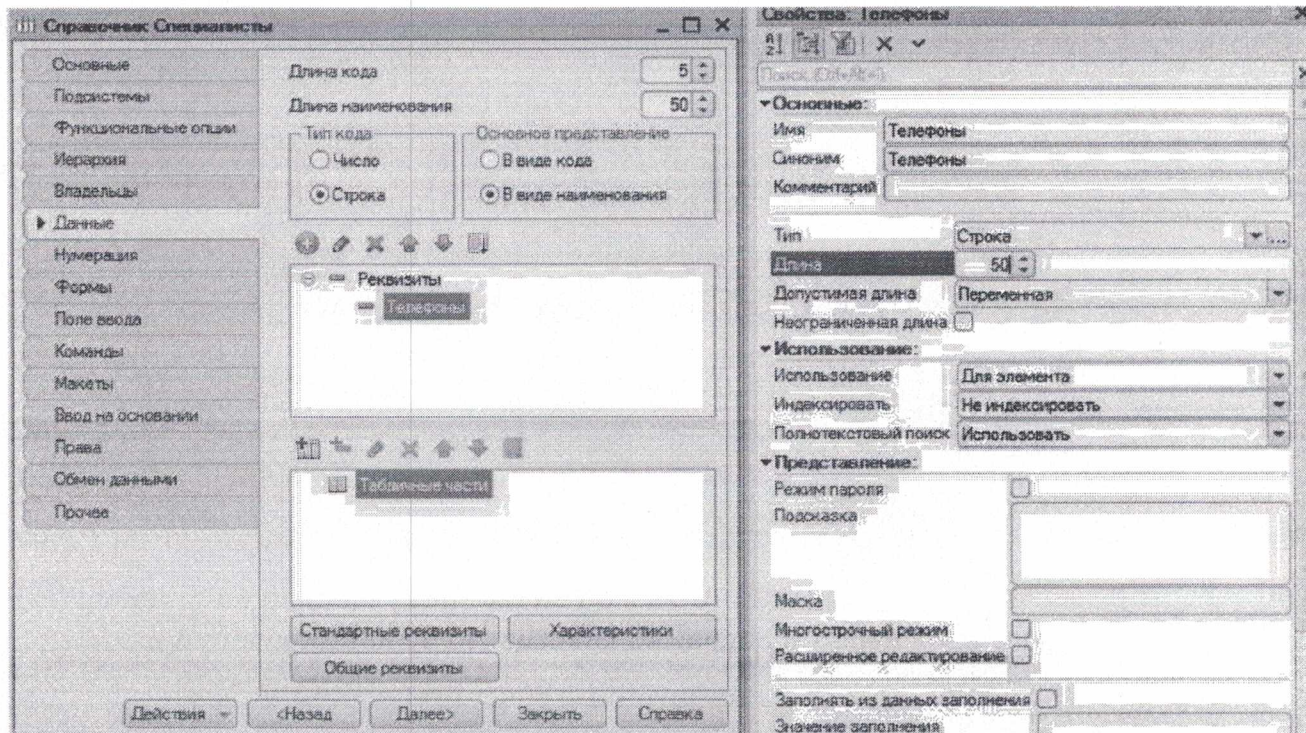 Справочник Специалисты
Основные
Подсистемы
Функциональные опции
Иерархия
Владельцы
Данные
Нумерация
Формы
Поле ввода
Команды
Макеты
Ввод на основании
Права
Обмен данными
Прочее
Длина кода 5
Длина наименования 50
Тип кода
Число
Строка
Основное представление
В виде кода
В виде наименования
Реквизиты
Телефоны
Табличные части
Стандартные реквизиты
Характеристики
Общие реквизиты
Действия
<Назад
Далее>
Закрыть
Справка
Свойства: Телефоны
Поиск (Ctrl+Alt+I)
Основные:
Имя Телефоны
Синоним Телефоны
Комментарий
Тип Строка
Длина 50
Допустимая длина Переменная
Неограниченная длина
Использование:
Использование Для элемента
Индексировать Не индексировать
Полнотекстовый поиск Использовать
Представление:
Режим пароля
Подсказка
Маска
Многострочный режим
Расширенное редактирование
Заполнять из данных заполнения
Значение заполнения